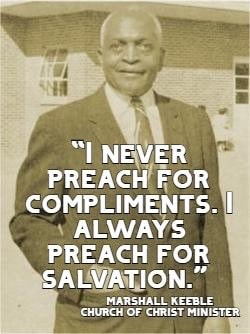 "I NEVER
PREACH FOR
COMPLIMENTS. I
ALWAYS
PREACH FOR
SALVATION."
MARSHALL KEEBLE
CHURCH OF CHRIST MINISTER